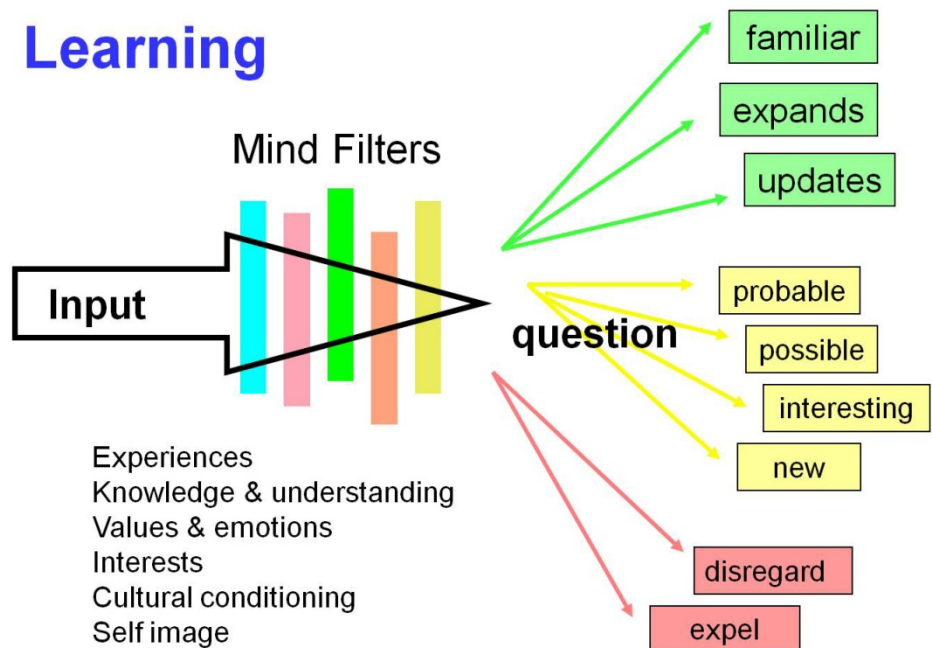 Learning
Mind Filters
Input
question
familiar
expands
updates
probable
possible
interesting
new
disregard
expel
Experiences
Knowledge & understanding
Values & emotions
Interests
Cultural conditioning
Self image